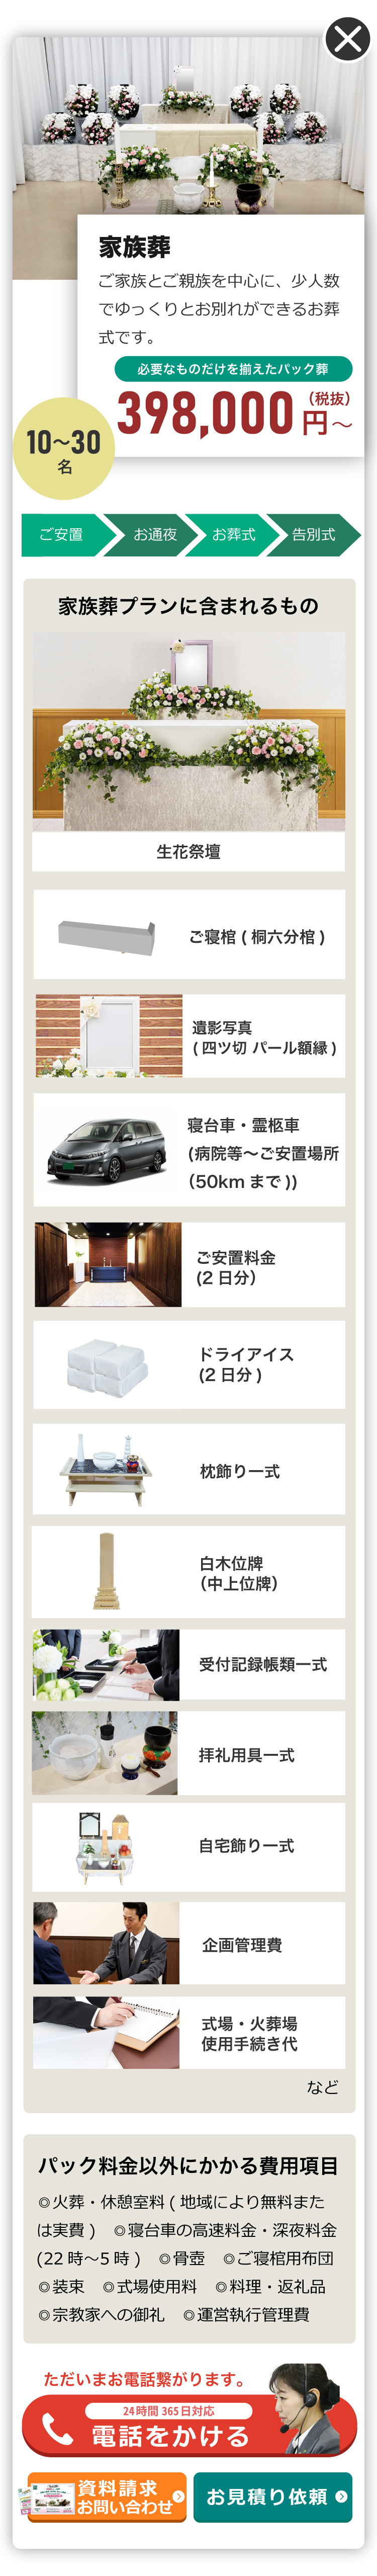 家族葬
ご家族とご親族を中心に、少人数
でゆっくりとお別れができるお葬
式です。
必要なものだけを揃えたパック葬
398,000円～
(税抜)
10～30
名
ご安置
お通夜
お葬式
告別式
家族葬プランに含まれるもの
生花祭壇
ご寝棺 ( 桐六分棺 )
遺影写真
( 四ツ切 パール額縁 )
寝台車・霊柩車
(病院等～ご安置場所
（50km まで ))
ご安置料金
(2 日分）
ドライアイス
(2 日分 )
枕飾り一式
白木位牌
（中上位牌）
受付記録帳類一式
拝礼用具一式
自宅飾り一式
企画管理費
式場・火葬場
使用手続き代
など
パック料金以外にかかる費用項目
◎火葬・休憩室料 ( 地域により無料また
は実費 )　◎寝台車の高速料金・深夜料金
(22 時～5 時 )　◎骨壺　◎ご寝棺用布団
◎装束　◎式場使用料　◎料理・返礼品
◎宗教家への御礼　◎運営執行管理費
ただいまお電話繋がります。
24時間 365日対応
電話をかける
資料請求
お問い合わせ
お見積り依頼